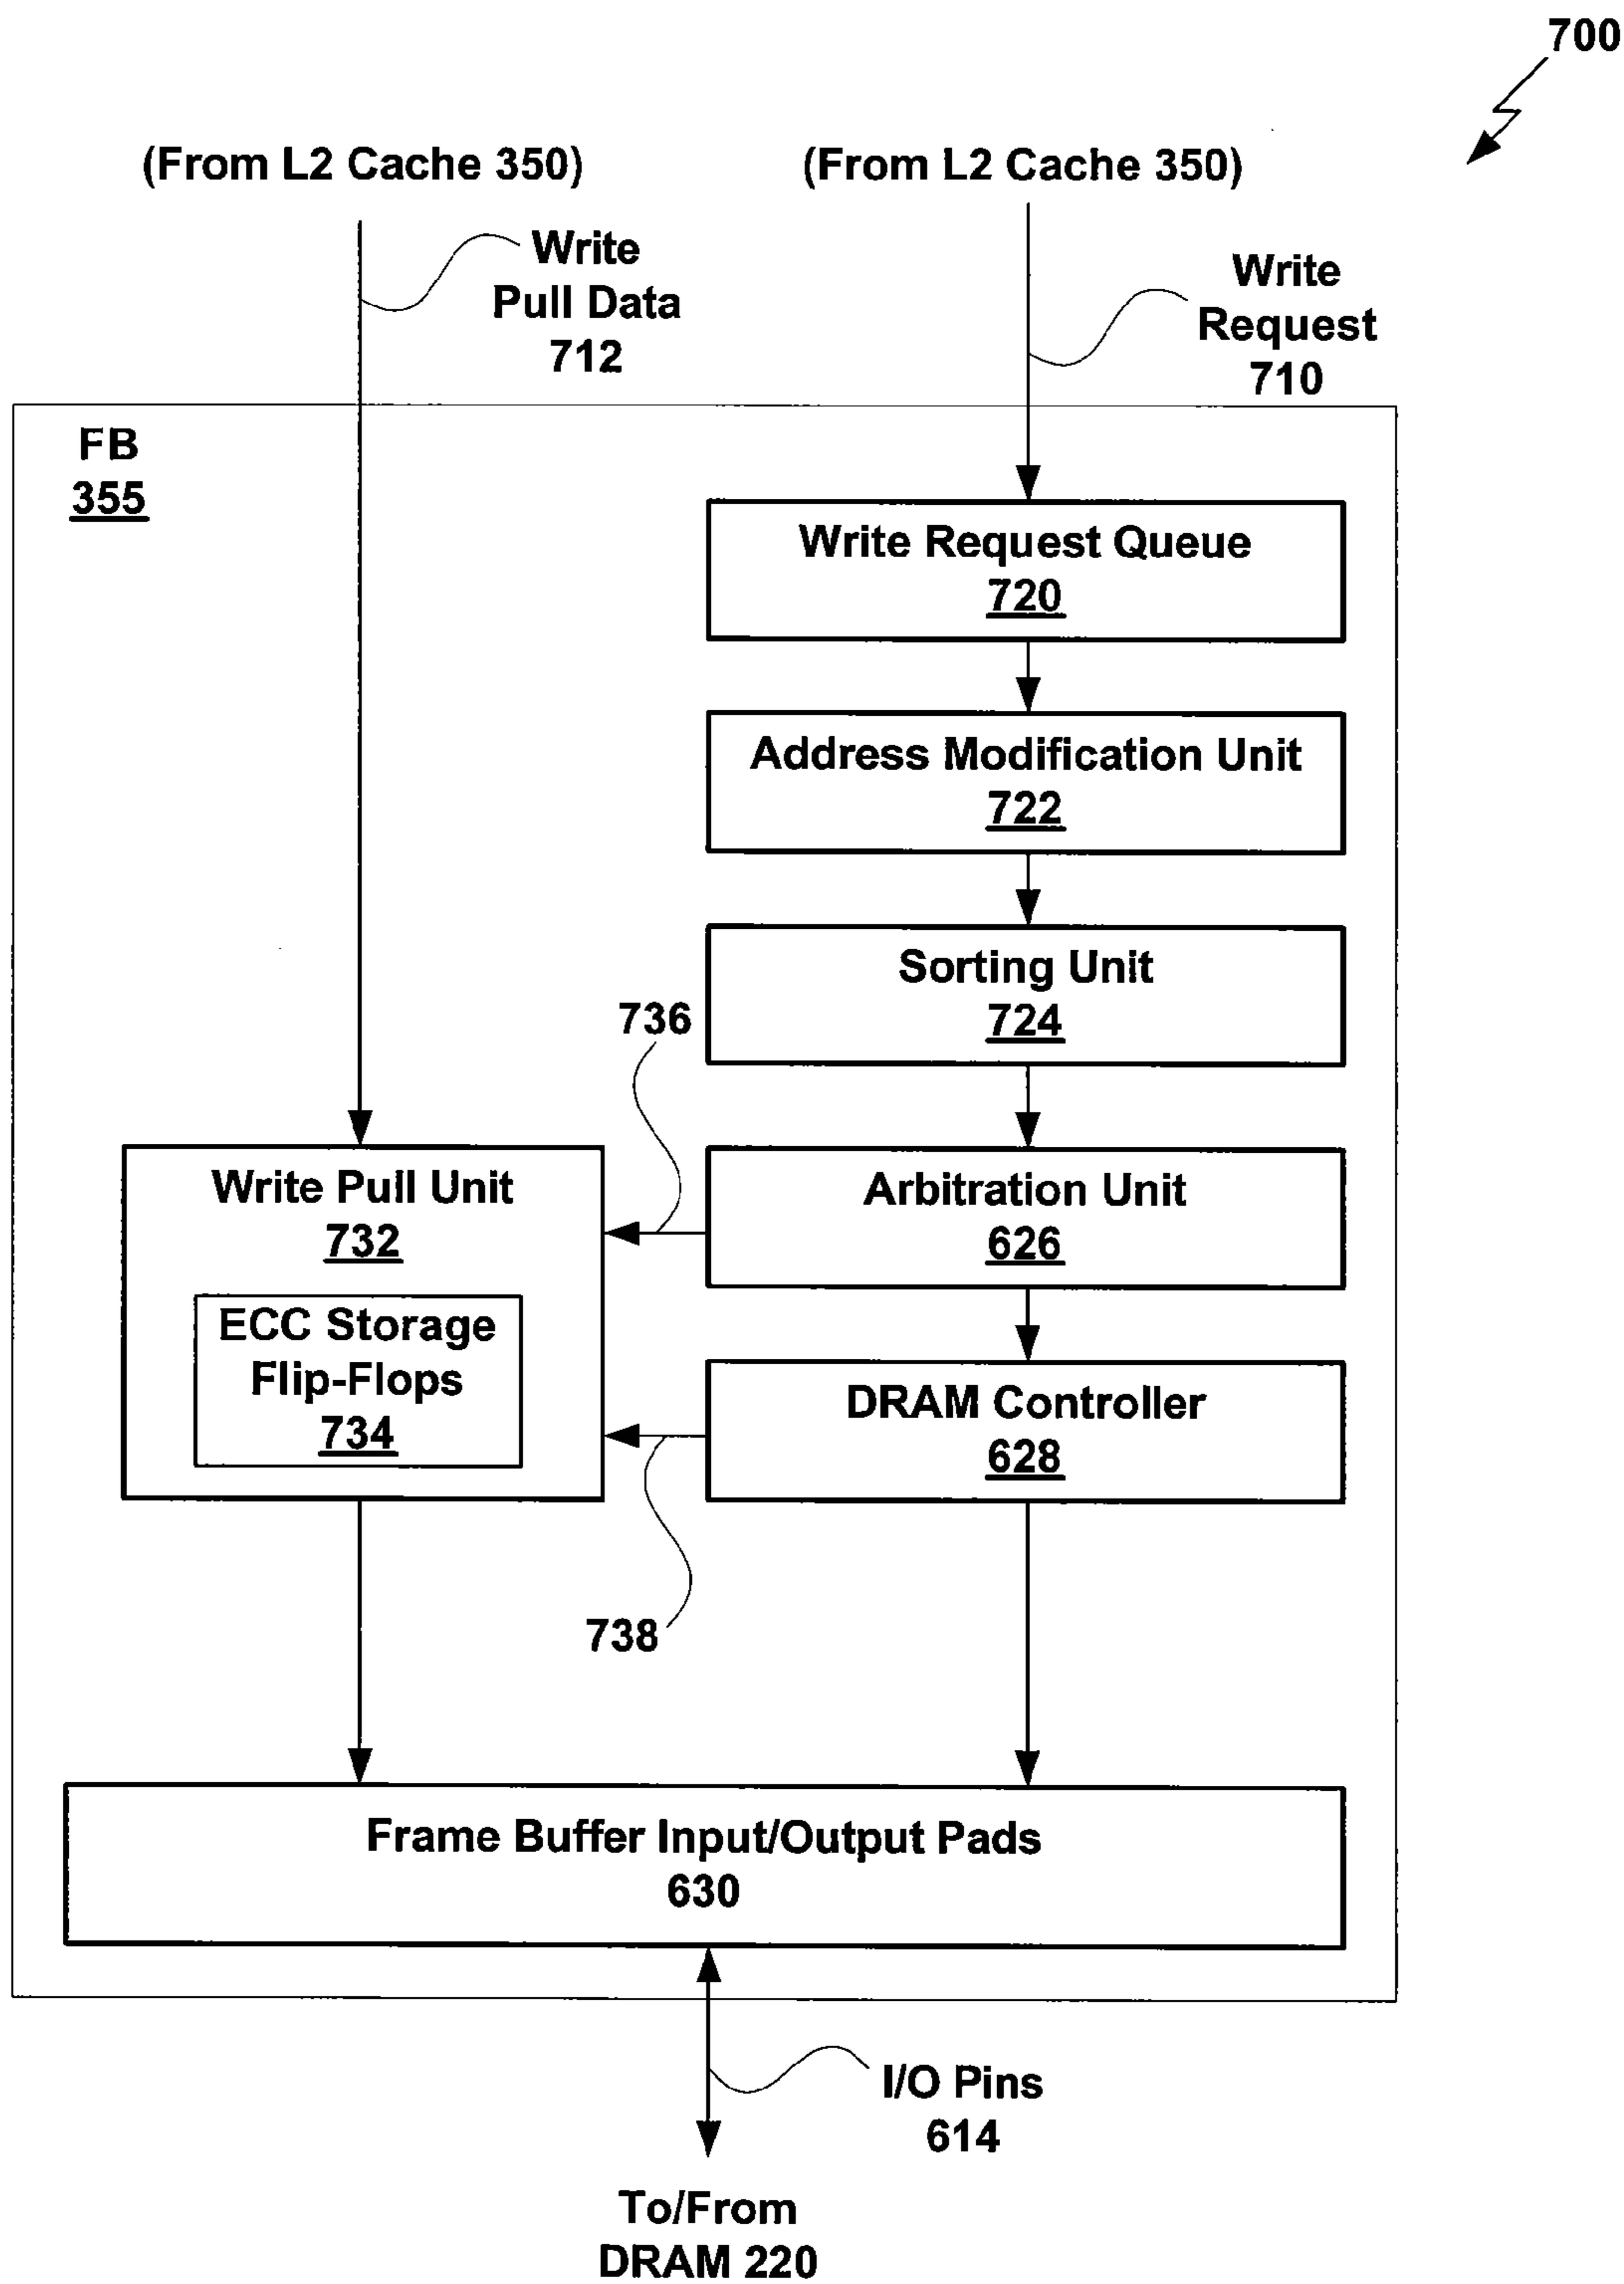 700
(From L2 Cache 350)
(From L2 Cache 350)
Write
Pull Data
712
Write
Request
710
FB
355
Write Request Queue
720
Address Modification Unit
722
Sorting Unit
724
736
Write Pull Unit
732
Arbitration Unit
626
ECC Storage
Flip-Flops
734
DRAM Controller
628
738
Frame Buffer Input/Output Pads
630
I/O Pins
614
To/From
DRAM 220